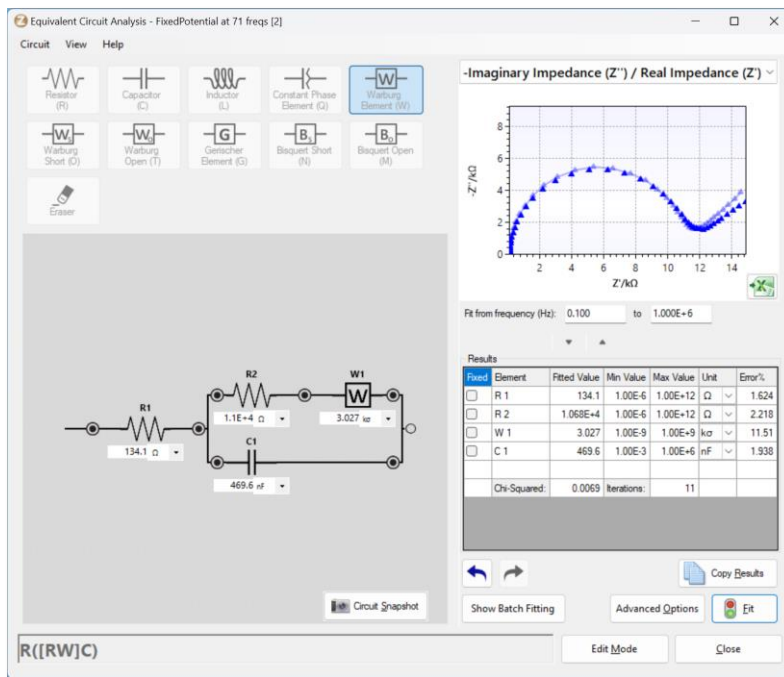 Equivalent Circuit Analysis - FixedPotential at 71 freqs [2]
Circuit View Help
Resistor (R)
Capacitor (C)
Inductor (L)
Constant Phase Element (Q)
W
Warburg Element (W)
Ws
Warburg Short (O)
Wo
Warburg Open (T)
G
Gerischer Element (G)
Bs
Bisquert Short (N)
Bo
Bisquert Open (M)
Eraser
-Imaginary Impedance (Z'') / Real Impedance (Z')
-Z''/kΩ
8
6
4
2
0
2 4 6 8 10 12 14
Z'/kΩ
Fit from frequency (Hz): 0.100 to 1.000E+6
R1
134.1 Ω
R2
1.1E+4 Ω
W1
W
3.027 kσ
C1
469.6 nF
Results
Fixed Element Fitted Value Min Value Max Value Unit Error%
R 1 134.1 1.00E-6 1.00E+12 Ω 1.624
R 2 1.068E+4 1.00E-6 1.00E+12 Ω 2.218
W 1 3.027 1.00E-9 1.00E+9 kσ 11.51
C 1 469.6 1.00E-3 1.00E+6 nF 1.938
Chi-Squared: 0.0069 Iterations: 11
Copy Results
Circuit Snapshot
Show Batch Fitting Advanced Options Fit
R([RW]C)
Edit Mode Close